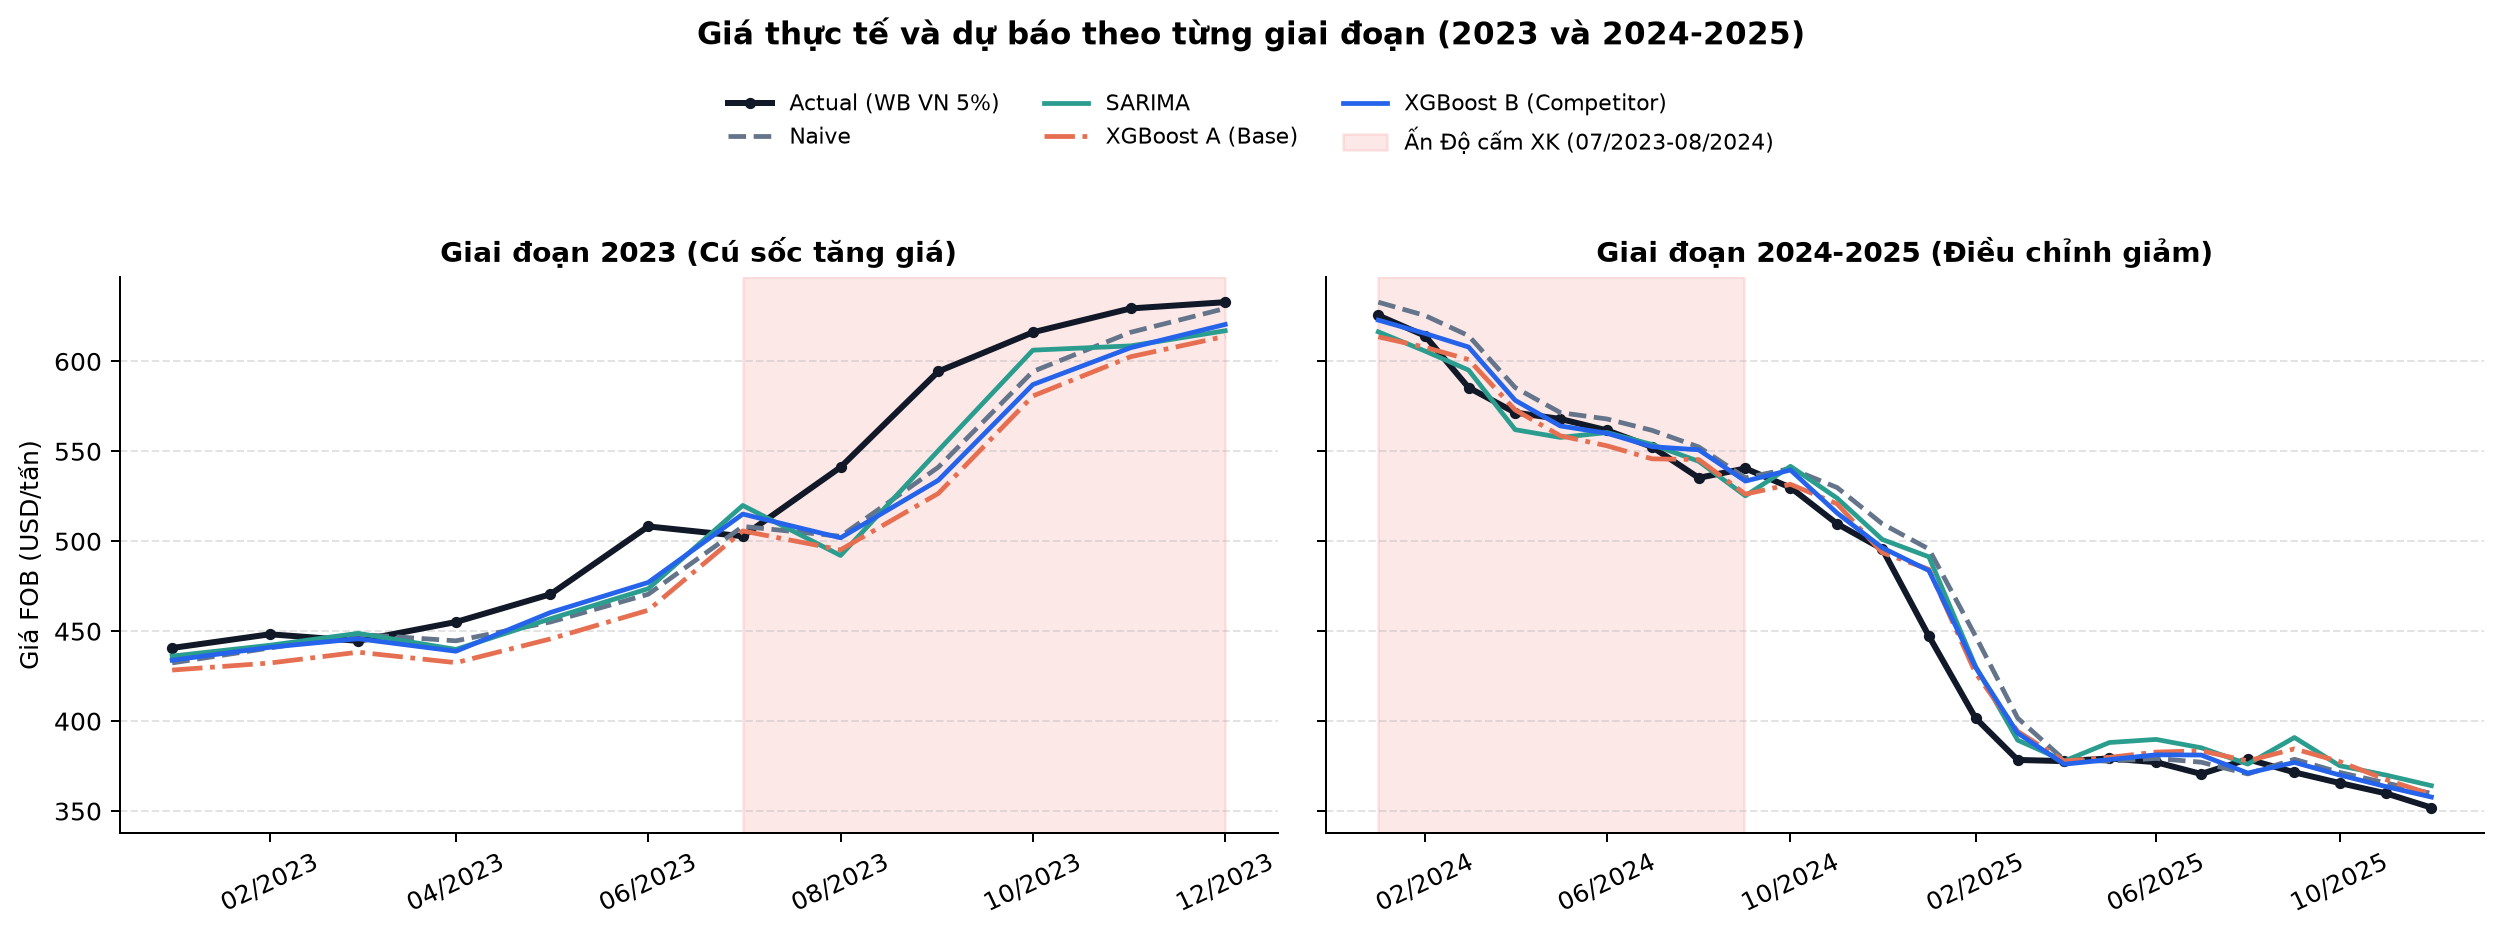 Giá thực tế và dự báo theo từng giai đoạn (2023 và 2024-2025)
Actual (WB VN 5%)
Naive
SARIMA
XGBoost A (Base)
XGBoost B (Competitor)
Ấn Độ cấm XK (07/2023-08/2024)
Giai đoạn 2023 (Cú sốc tăng giá)
Giá FOB (USD/tấn)
600
550
500
450
400
350
02/2023
04/2023
06/2023
08/2023
10/2023
12/2023
Giai đoạn 2024-2025 (Điều chỉnh giảm)
02/2024
06/2024
10/2024
02/2025
06/2025
10/2025